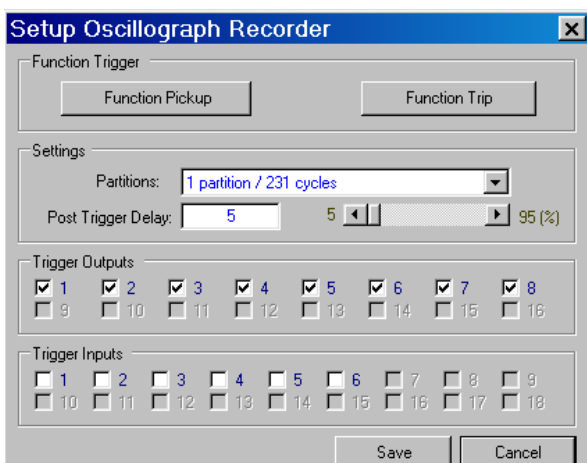 Setup Oscillograph Recorder
Function Trigger
Function Pickup Function Trip
Settings
Partitions: 1 partition / 231 cycles
Post Trigger Delay: 5 5 95 (%)
Trigger Outputs
1 2 3 4 5 6 7 8
9 10 11 12 13 14 15 16
Trigger Inputs
1 2 3 4 5 6 7 8 9
10 11 12 13 14 15 16 17 18
Save Cancel